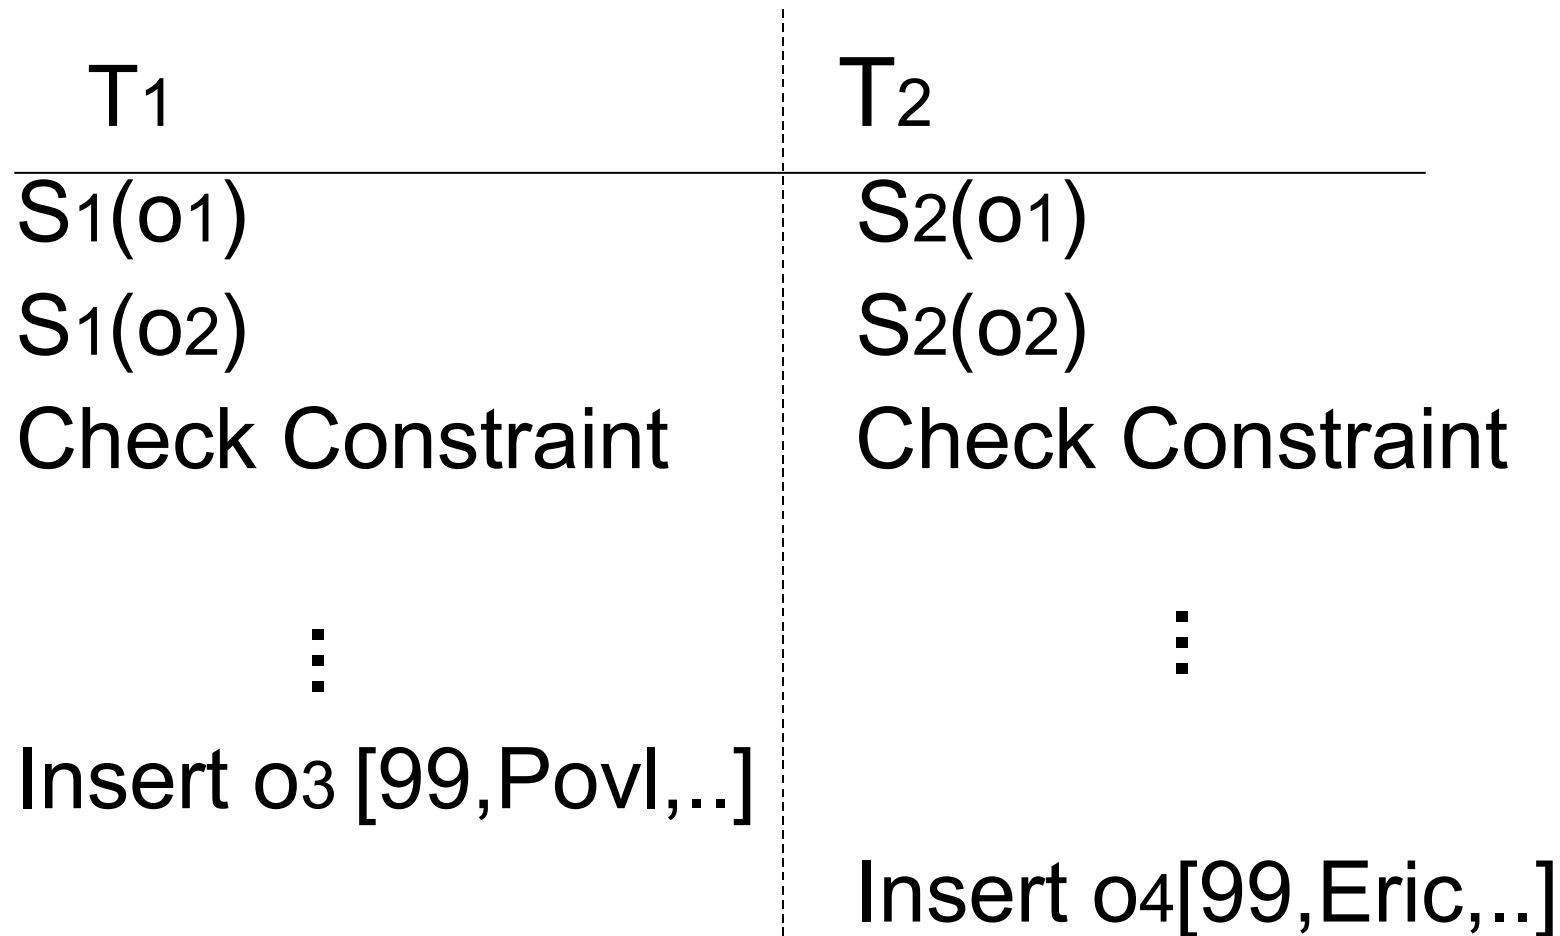 T1 T2
S1(o1) S2(o1)
S1(o2) S2(o2)
Check Constraint Check Constraint
⋮ ⋮
Insert o3 [99,Povl,..]
Insert o4[99,Eric,..]